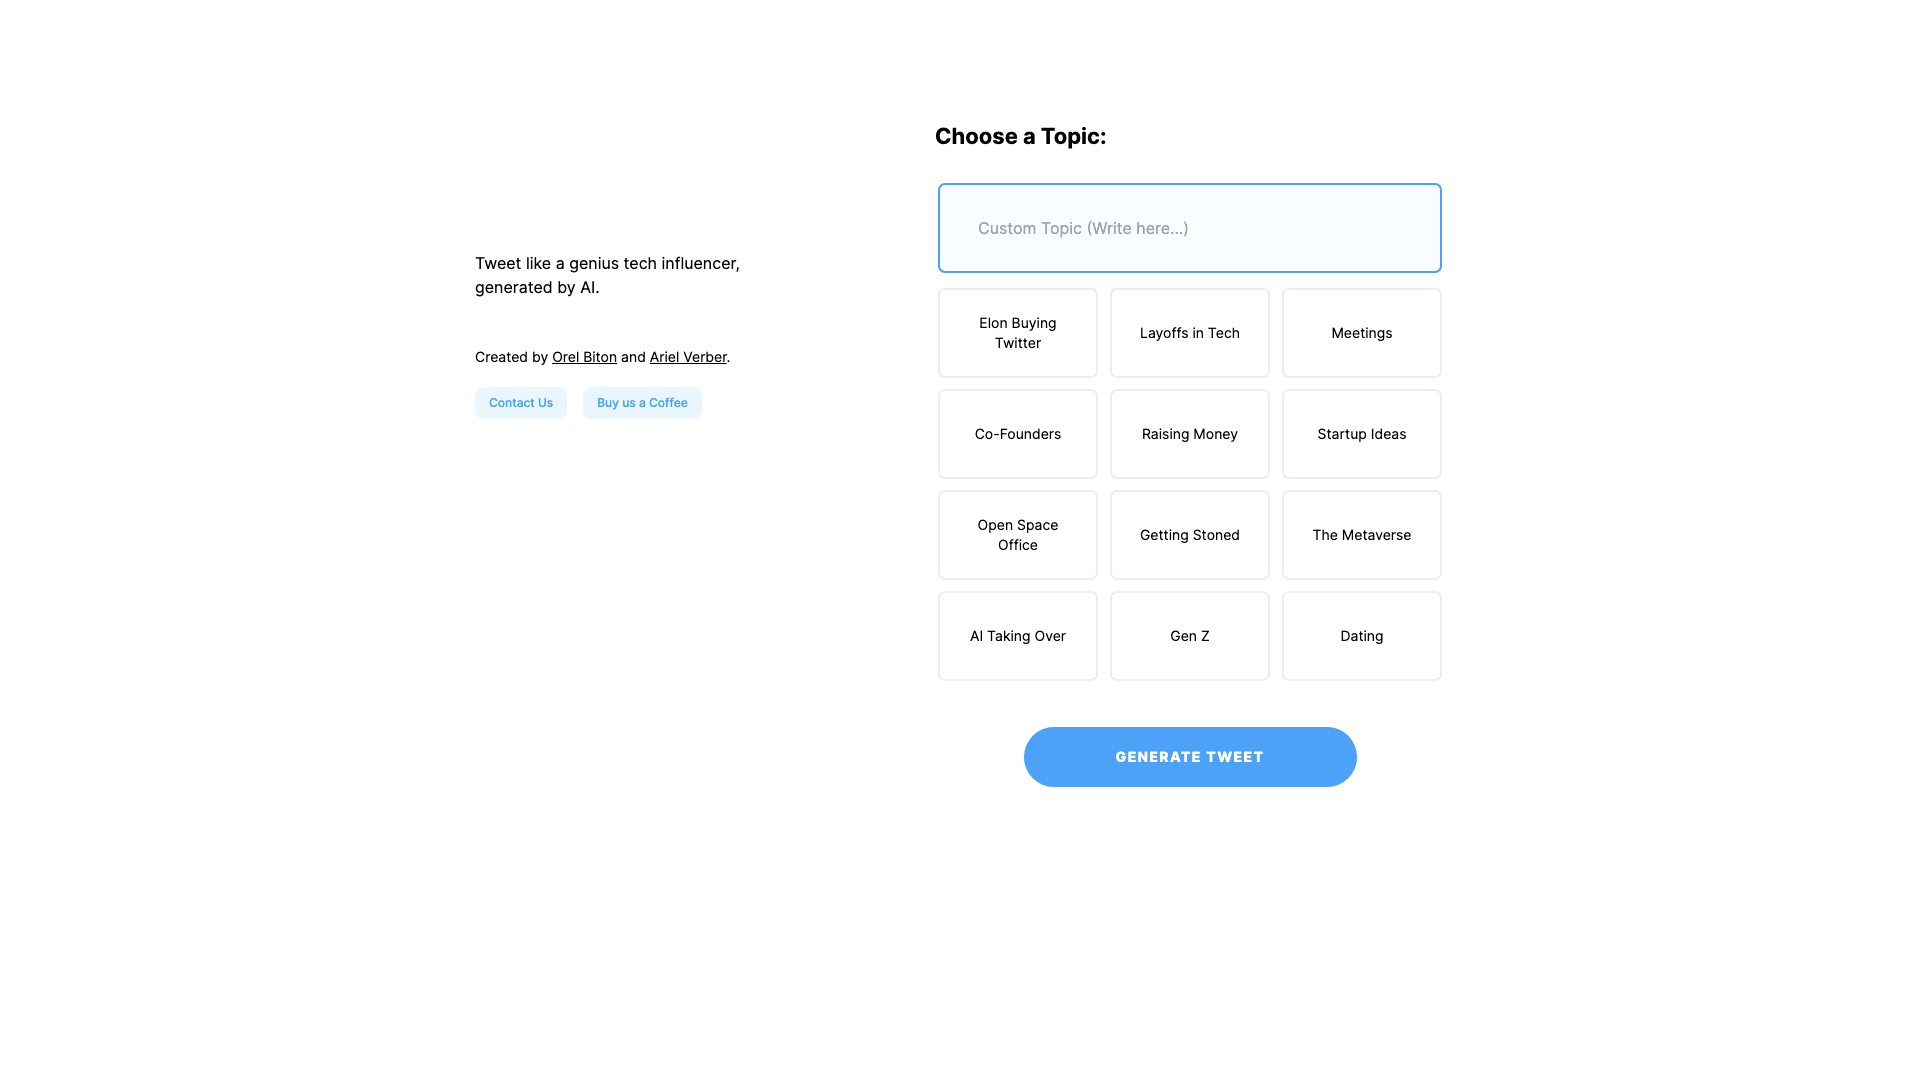 Tweet like a genius tech influencer,
generated by AI.
Created by Orel Biton and Ariel Verber.
Contact Us
Buy us a Coffee
Choose a Topic:
Custom Topic (Write here...)
Elon Buying
Twitter
Layoffs in Tech
Meetings
Co-Founders
Raising Money
Startup Ideas
Open Space
Office
Getting Stoned
The Metaverse
AI Taking Over
Gen Z
Dating
GENERATE TWEET